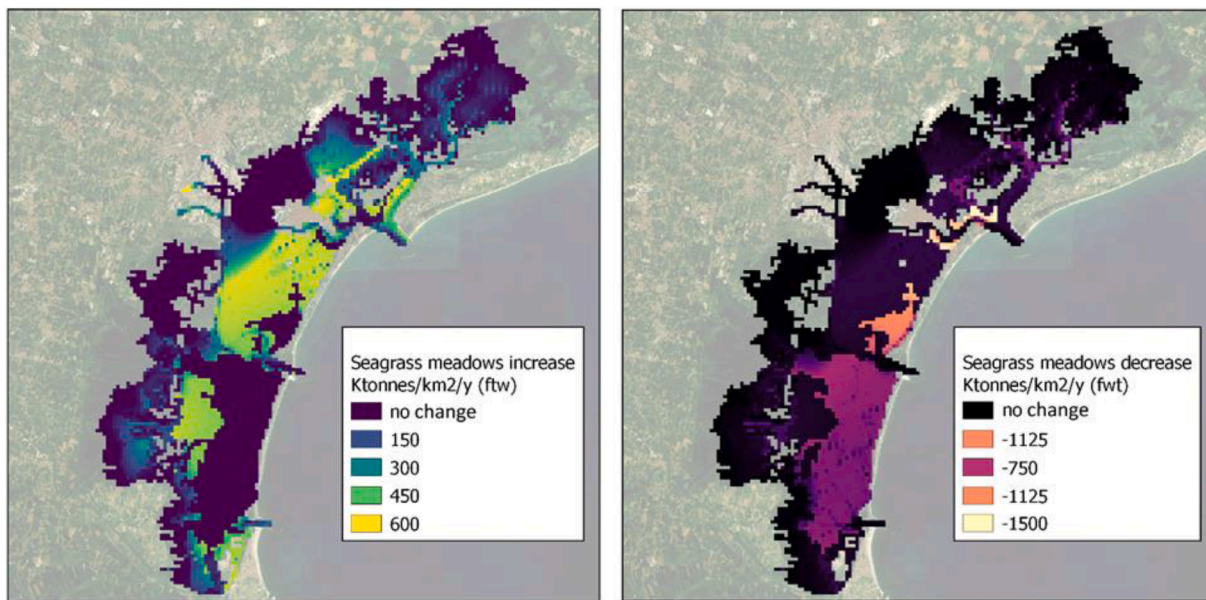 Seagrass meadows increase
Ktonnes/km2/y (ftw)
no change
150
300
450
600
Seagrass meadows decrease
Ktonnes/km2/y (fwt)
no change
-1125
-750
-1125
-1500